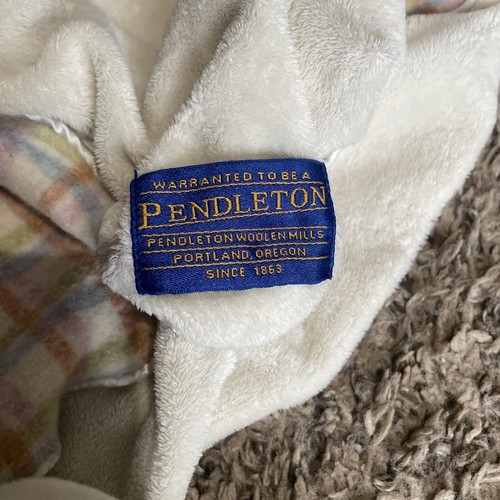 WARRANTED TO BE A
PENDLETON
PENDLETON WOOLEN MILLS
PORTLAND, OREGON
SINCE 1863